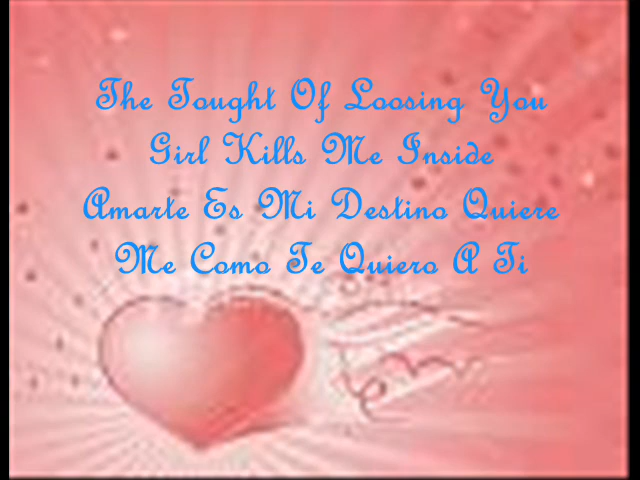 The Tought Of Loosing You
Girl Kills Me Inside
Amarte Es Mi Destino Quiere
Me Como Te Quiero A Ti